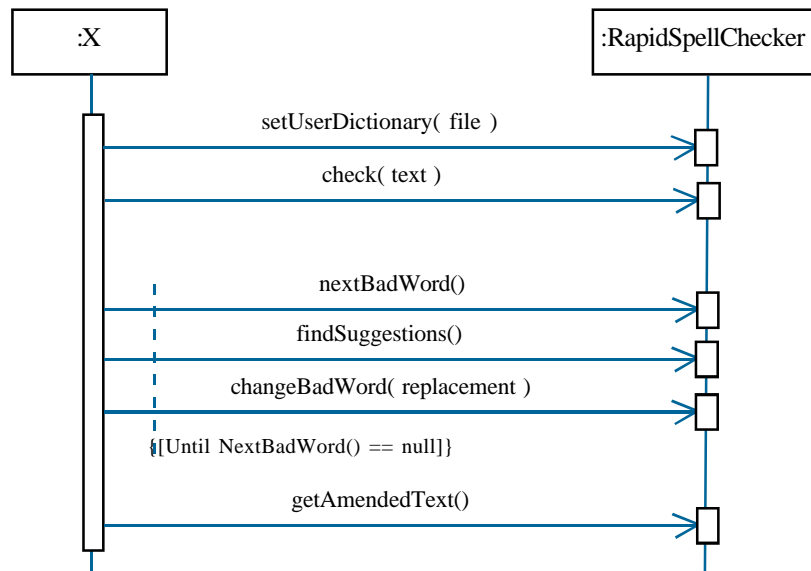 :X
:RapidSpellChecker
setUserDictionary( file )
check( text )
nextBadWord()
findSuggestions()
changeBadWord( replacement )
{[Until NextBadWord() == null]}
getAmendedText()